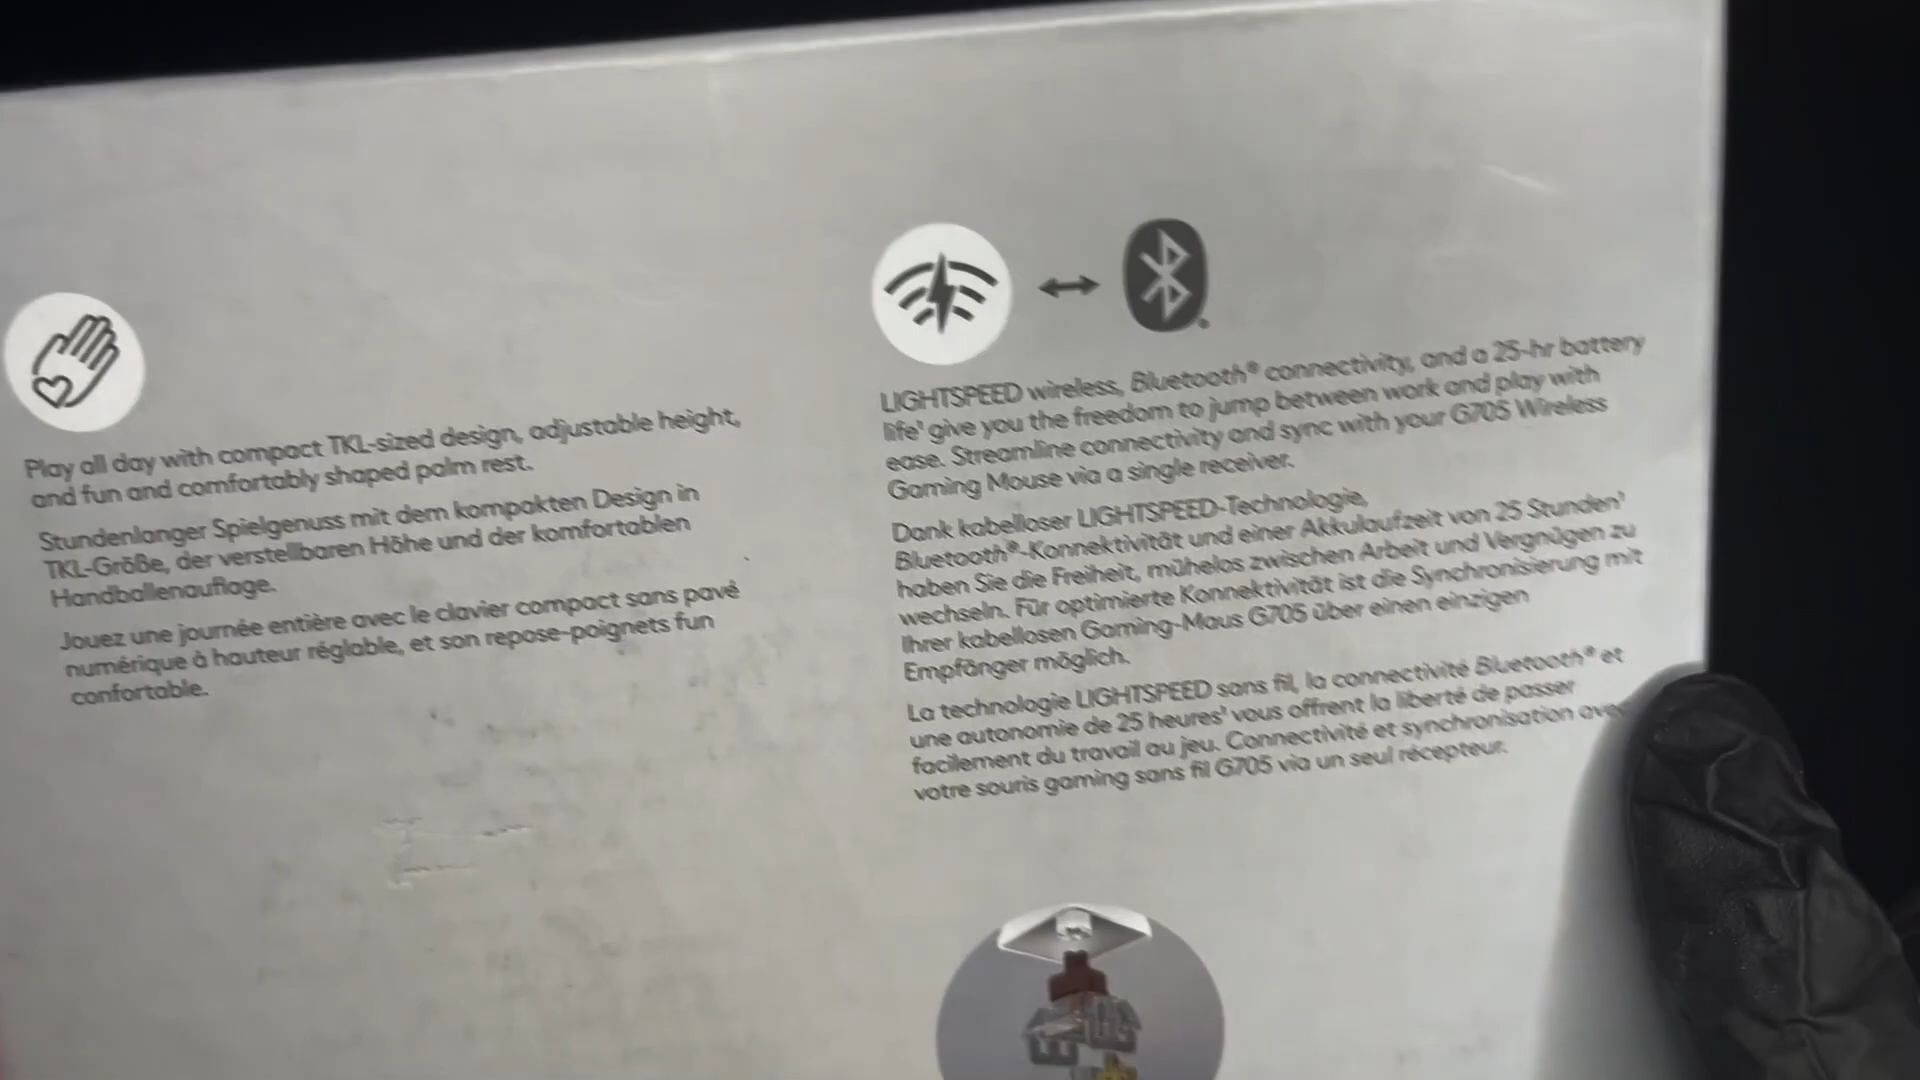 Play all day with compact TKL-sized design, adjustable height,
and fun and comfortably shaped palm rest.
Stundenlanger Spielgenuss mit dem kompakten Design in
TKL-Größe, der verstellbaren Höhe und der komfortablen
Handballenauflage.
Jouez une journée entière avec le clavier compact sans pavé
numérique à hauteur réglable, et son repose-poignets fun
confortable.
LIGHTSPEED wireless, Bluetooth® connectivity, and a 25-hr battery
life¹ give you the freedom to jump between work and play with
ease. Streamline connectivity and sync with your G705 Wireless
Gaming Mouse via a single receiver.
Dank kabelloser LIGHTSPEED-Technologie,
Bluetooth®-Konnektivität und einer Akkulaufzeit von 25 Stunden¹
haben Sie die Freiheit, mühelos zwischen Arbeit und Vergnügen zu
wechseln. Für optimierte Konnektivität ist die Synchronisierung mit
Ihrer kabellosen Gaming-Maus G705 über einen einzigen
Empfänger möglich.
La technologie LIGHTSPEED sans fil, la connectivité Bluetooth® et
une autonomie de 25 heures¹ vous offrent la liberté de passer
facilement du travail au jeu. Connectivité et synchronisation avec
votre souris gaming sans fil G705 via un seul récepteur.